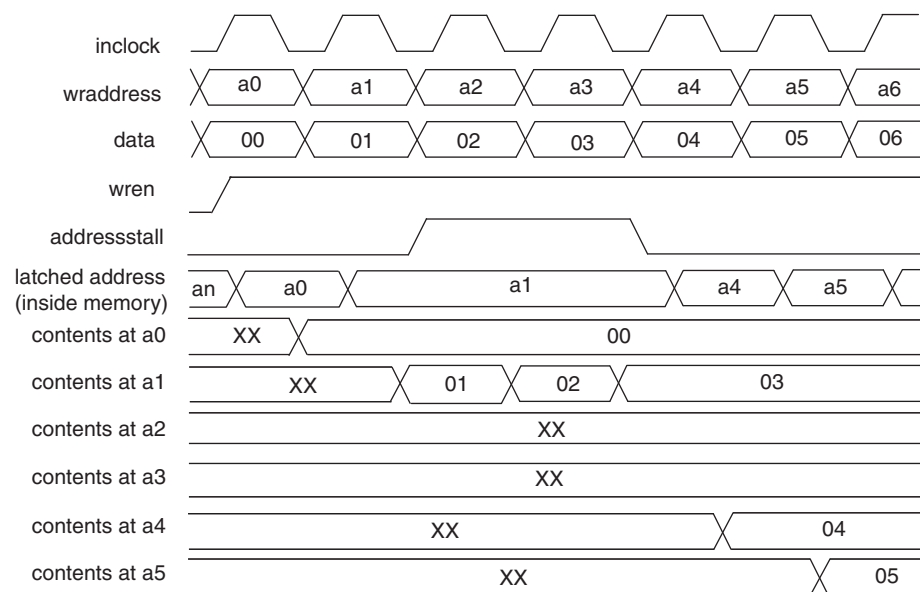 inclock
wraddress a0 a1 a2 a3 a4 a5 a6
data 00 01 02 03 04 05 06
wren
addressstall
latched address
(inside memory) an a0 a1 a4 a5
contents at a0 XX 00
contents at a1 XX 01 02 03
contents at a2 XX
contents at a3 XX
contents at a4 XX 04
contents at a5 XX 05